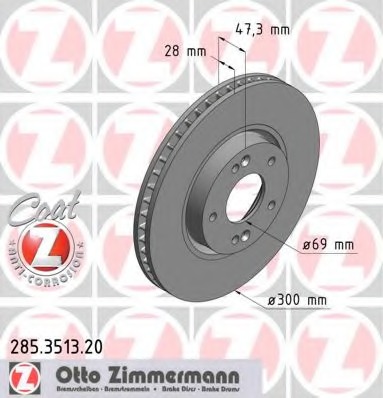 47,3 mm
28 mm
Coat
Z
ANTI-CORROSION
ø69 mm
ø300 mm
285.3513.20
Z
Otto Zimmermann
Bremsscheiben - Bremstrommeln • Brake Discs - Brake Drums